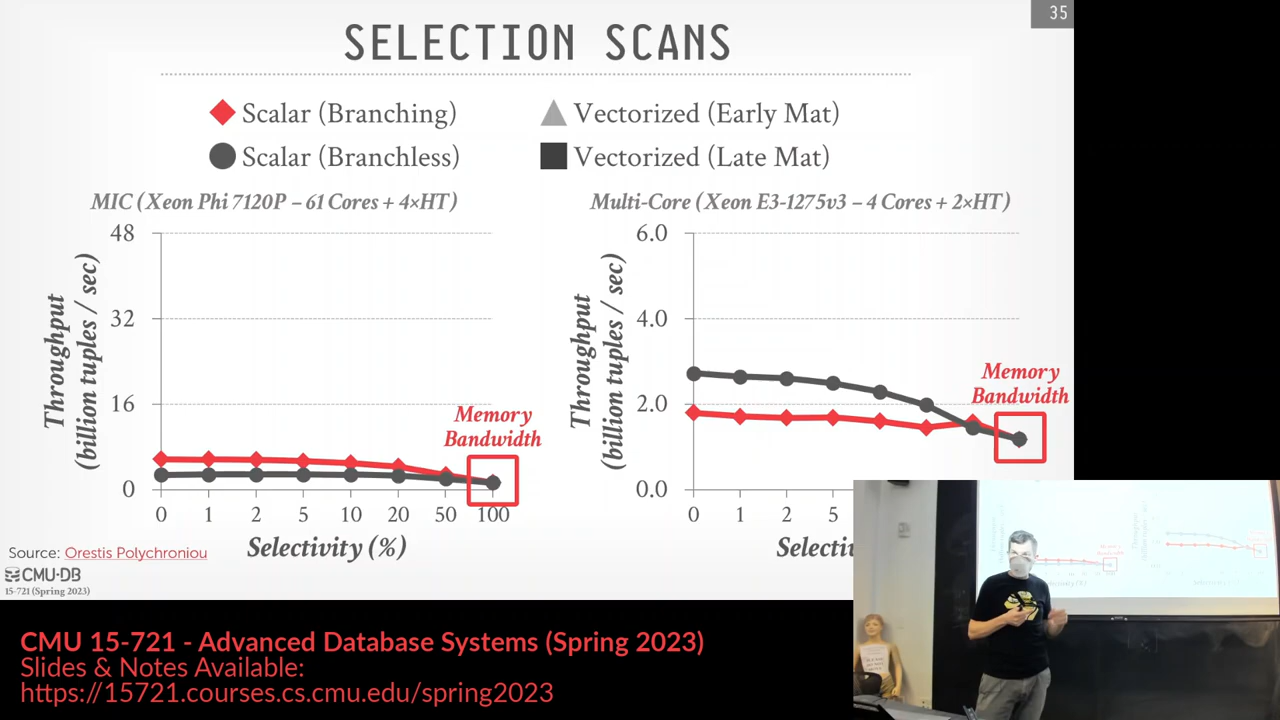 35
SELECTION SCANS
Scalar (Branching)
Vectorized (Early Mat)
Scalar (Branchless)
Vectorized (Late Mat)
MIC (Xeon Phi 7120P – 61 Cores + 4×HT)
Multi-Core (Xeon E3-1275v3 – 4 Cores + 2×HT)
Throughput
(billion tuples / sec)
48
32
16
0
Memory
Bandwidth
0 1 2 5 10 20 50 100
Selectivity (%)
Throughput
(billion tuples / sec)
6.0
4.0
2.0
0.0
Memory
Bandwidth
0 1 2 5
Selectiv
Source: Orestis Polychroniou
CMU·DB
15-721 (Spring 2023)
CMU 15-721 - Advanced Database Systems (Spring 2023)
Slides & Notes Available:
https://15721.courses.cs.cmu.edu/spring2023